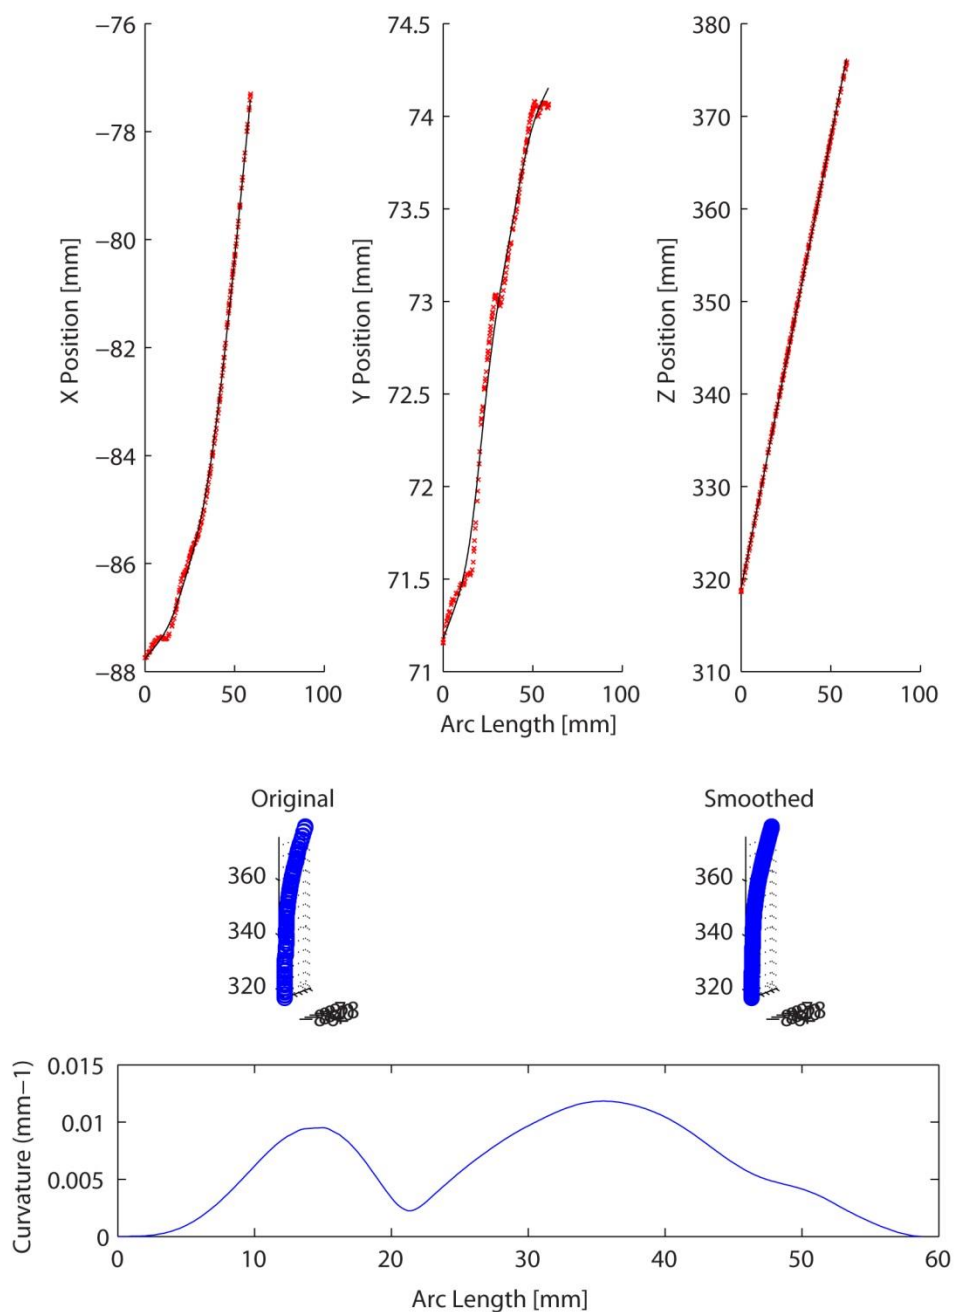 −76
−78
−80
−82
−84
−86
−88
X Position [mm]
0 50 100
74.5
74
73.5
73
72.5
72
71.5
71
Y Position [mm]
0 50 100
Arc Length [mm]
380
370
360
350
340
330
320
310
Z Position [mm]
0 50 100
Original
360
340
320
Smoothed
360
340
320
0.015
0.01
0.005
0
Curvature (mm−1)
0 10 20 30 40 50 60
Arc Length [mm]